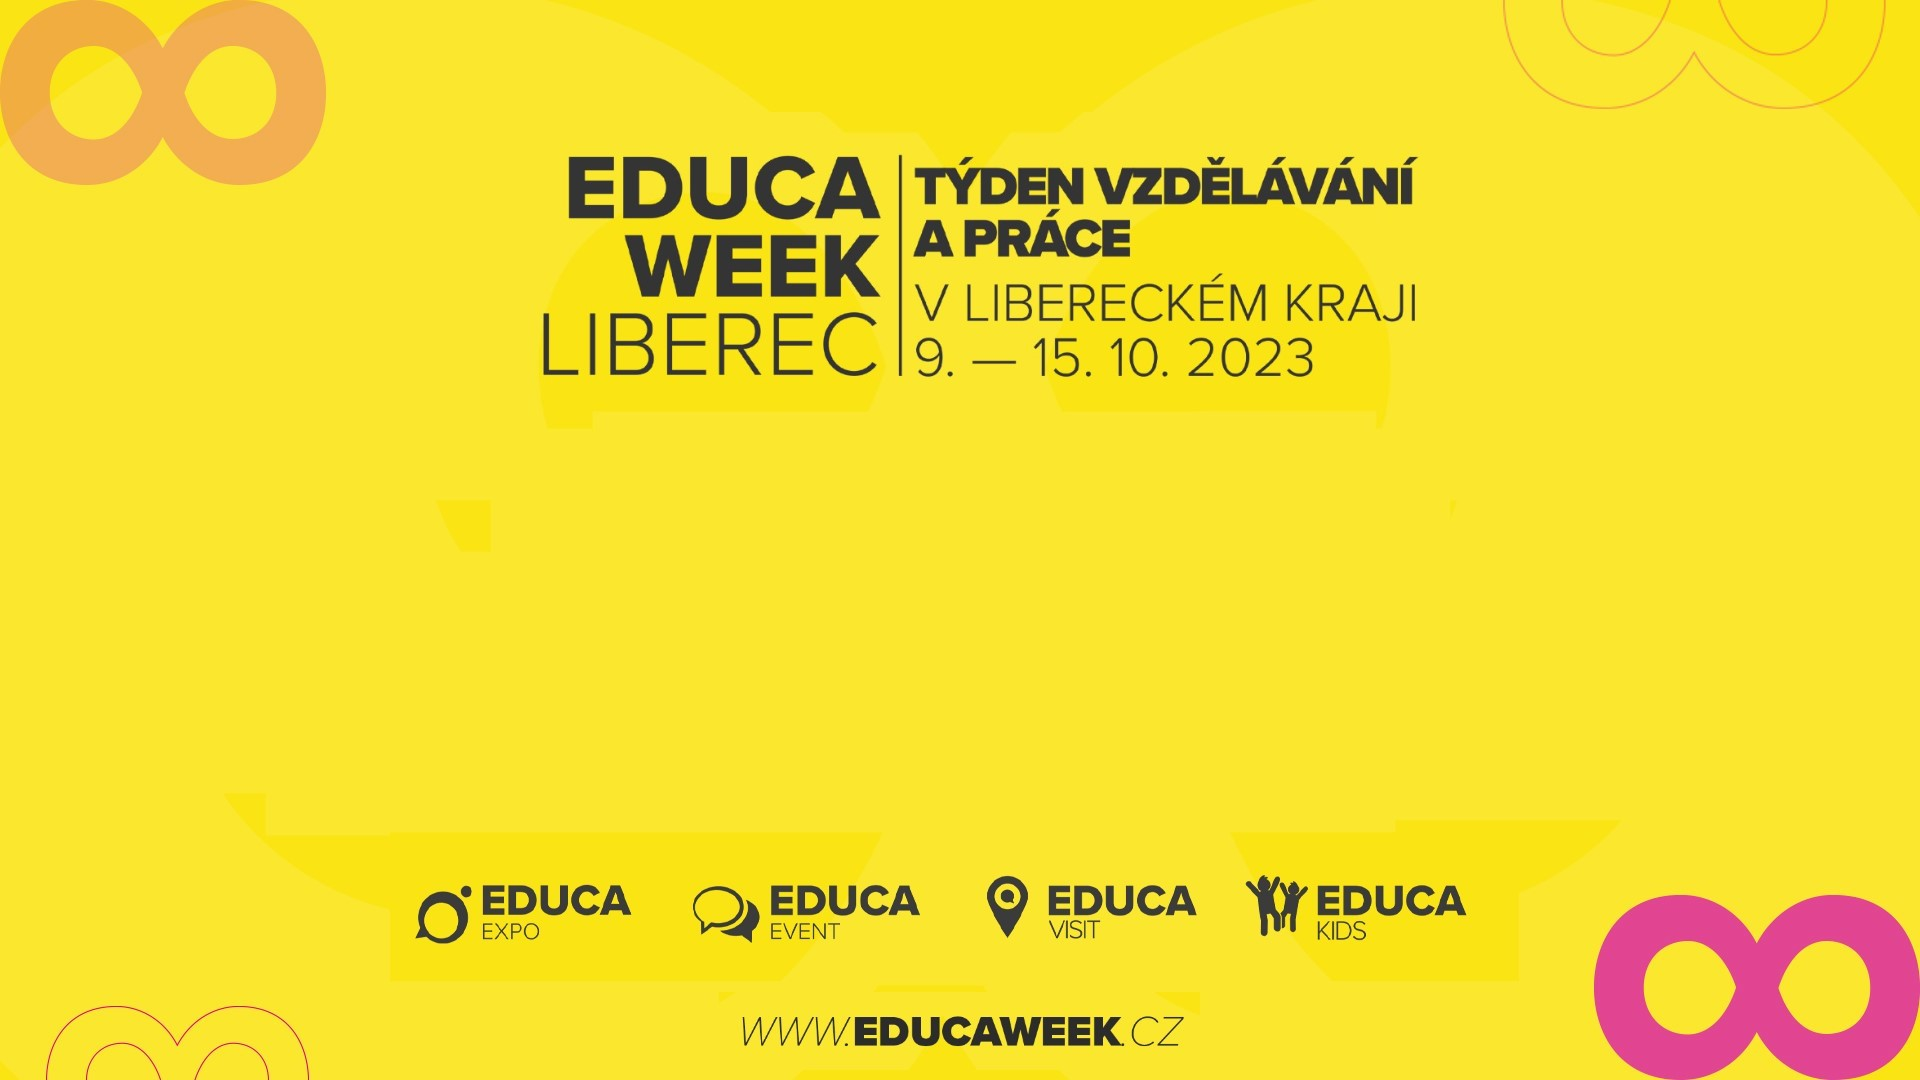 EDUCA
WEEK
LIBEREC
TÝDEN VZDĚLÁVÁNÍ
A PRÁCE
V LIBERECKÉM KRAJI
9. — 15. 10. 2023
EDUCA
EXPO
EDUCA
EVENT
EDUCA
VISIT
EDUCA
KIDS
WWW.EDUCAWEEK.CZ